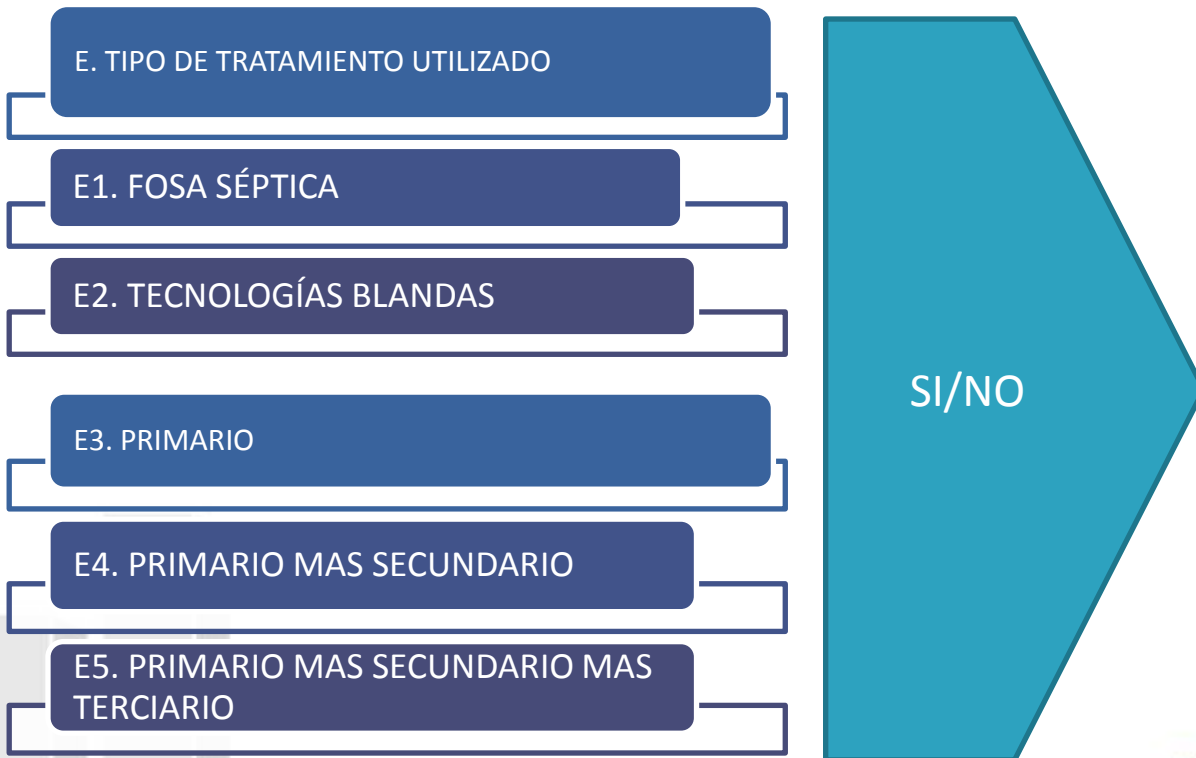 E. TIPO DE TRATAMIENTO UTILIZADO
E1. FOSA SÉPTICA
E2. TECNOLOGÍAS BLANDAS
E3. PRIMARIO
E4. PRIMARIO MAS SECUNDARIO
E5. PRIMARIO MAS SECUNDARIO MAS
TERCIARIO
SI/NO